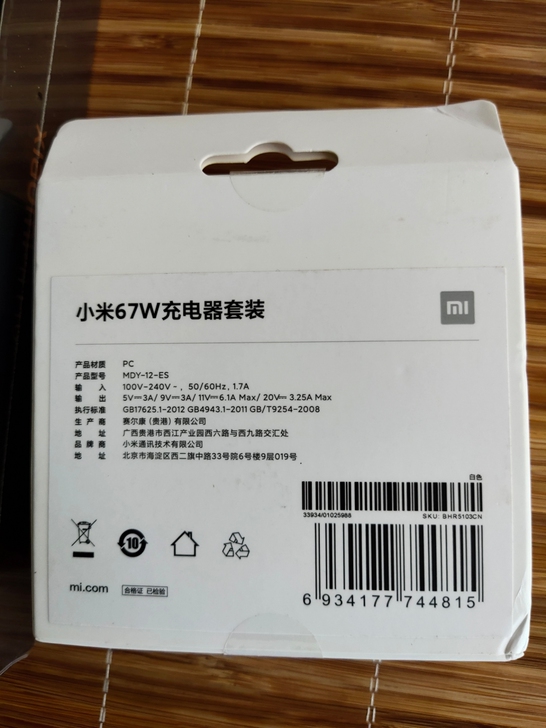 小米67W充电器套装
mi
产品材质 PC
产品型号 MDY-12-ES
输入 100V-240V~, 50/60Hz, 1.7A
输出 5V⎓3A/ 9V⎓3A/ 11V⎓6.1A Max/ 20V⎓3.25A Max
执行标准 GB17625.1-2012 GB4943.1-2011 GB/T9254-2008
生产商 赛尔康 (贵港) 有限公司
地址 广西贵港市西江产业园西六路与西九路交汇处
品牌商 小米通讯技术有限公司
地址 北京市海淀区西二旗中路33号院6号楼9层019号
白色
33934/01025988 SKU: BHR5103CN
10
mi.com 合格证 已检验
6 934177 744815